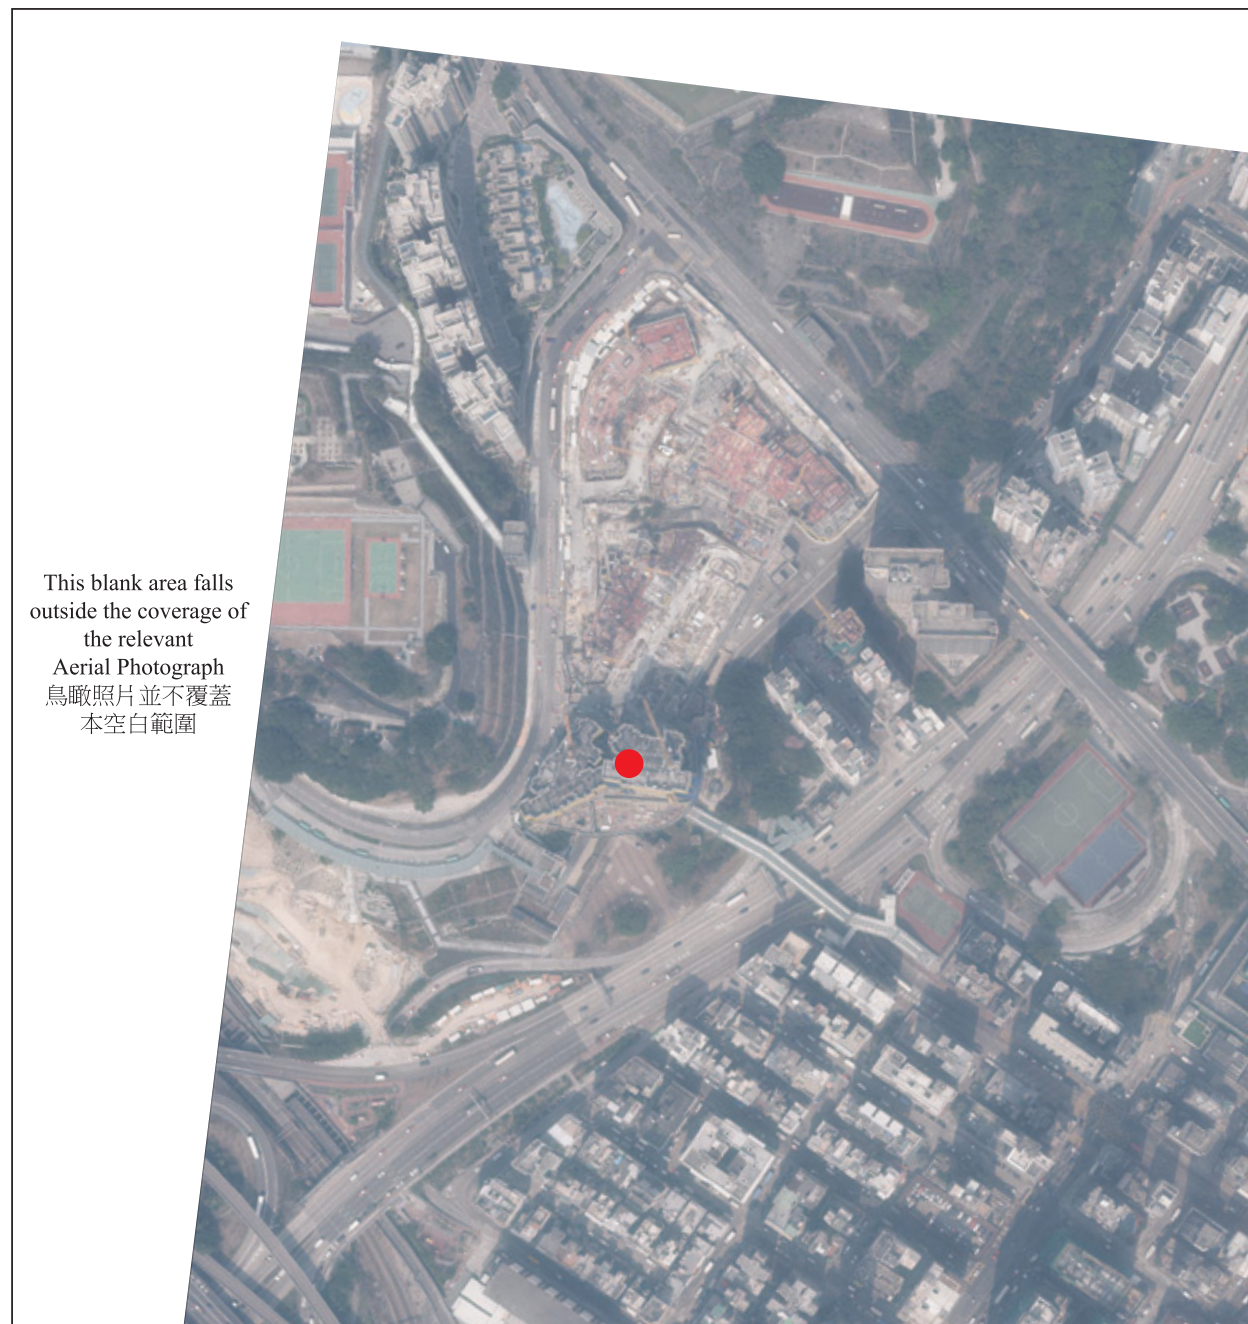 This blank area falls
outside the coverage of
the relevant
Aerial Photograph
鳥瞰照片並不覆蓋
本空白範圍